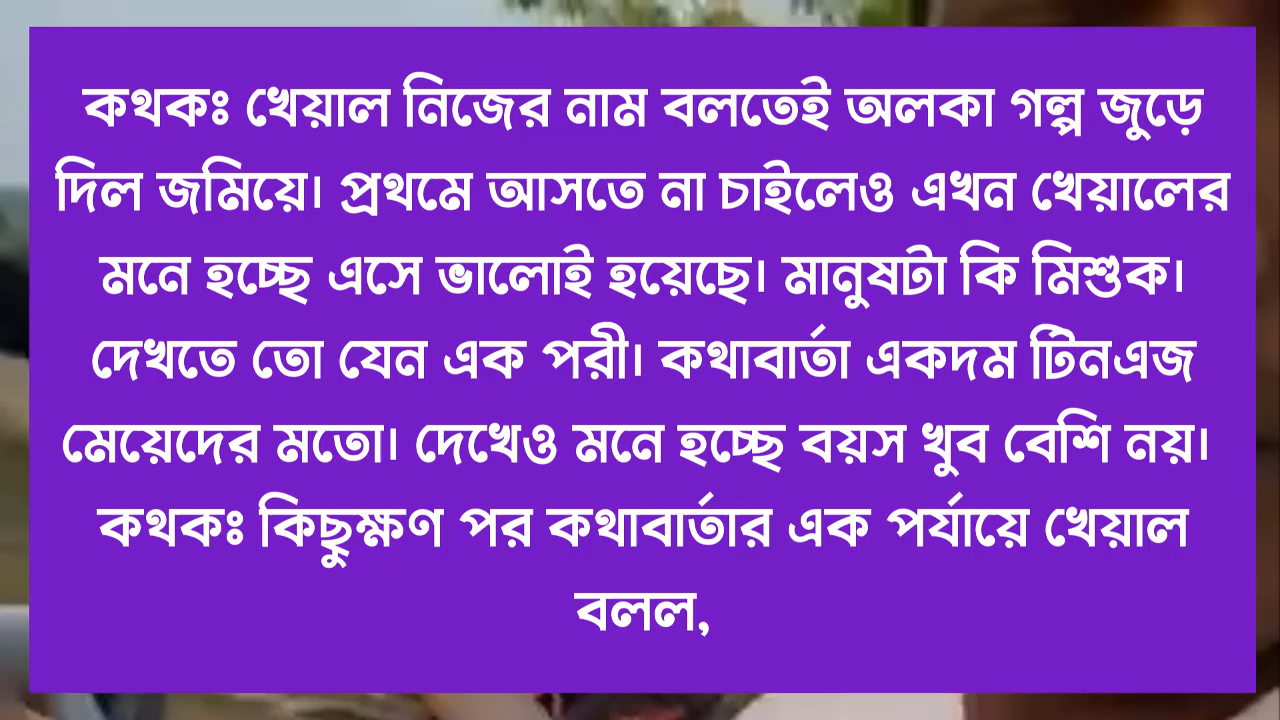 কথকঃ খেয়াল নিজের নাম বলতেই অলকা গল্প জুড়ে
দিল জমিয়ে। প্রথমে আসতে না চাইলেও এখন খেয়ালের
মনে হচ্ছে এসে ভালোই হয়েছে। মানুষটা কি মিশুক।
দেখতে তো যেন এক পরী। কথাবার্তা একদম টিনএজ
মেয়েদের মতো। দেখেও মনে হচ্ছে বয়স খুব বেশি নয়।
কথকঃ কিছুক্ষণ পর কথাবার্তার এক পর্যায়ে খেয়াল
বলল,